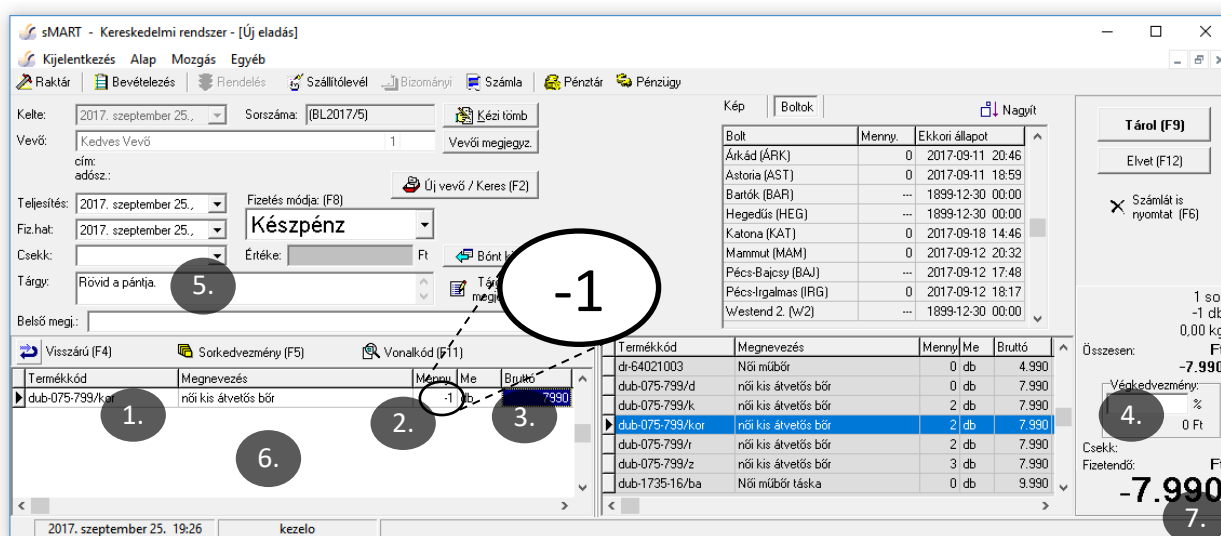 sMART - Kereskedelmi rendszer - [Új eladás]
Kijelentkezés Alap Mozgás Egyéb
Raktár Bevételezés Rendelés Szállítólevél Bizományi Számla Pénztár Pénzügy
Kelte: 2017. szeptember 25., Sorszáma: (BL2017/5) Kézi tömb
Vevő: Kedves Vevő 1 Vevői megjegyz.
cím:
adósz.:
Új vevő / Keres (F2)
Teljesítés: 2017. szeptember 25., Fizetés módja: (F8)
Fiz.hat: 2017. szeptember 25., Készpénz
Csekk: Értéke: Ft Bónt
Tárgy: Rövid a pántja. 5.
Belső megj.:
-1
Kép Boltok Nagyít
Bolt Menny. Ekkori állapot
Árkád (ÁRK) 0 2017-09-11 20:46
Astoria (AST) 0 2017-09-11 18:59
Bartók (BAR) --- 1899-12-30 00:00
Hegedűs (HEG) --- 1899-12-30 00:00
Katona (KAT) 0 2017-09-18 14:46
Mammut (MAM) 0 2017-09-12 20:32
Pécs-Bajcsy (BAJ) --- 2017-09-12 17:48
Pécs-Irgalmas (IRG) 0 2017-09-12 18:17
Westend 2. (W2) --- 1899-12-30 00:00
Tárol (F9)
Elvet (F12)
Számlát is
nyomtat (F6)
Visszárú (F4) Sorkedvezmény (F5) Vonalkód (F11)
Termékkód Megnevezés Menny. Me Bruttó
dub-075-799/kor női kis átvetős bőr -1 db 7990
1. 2. 3.
6.
Termékkód Megnevezés Menny Me Bruttó
dr-64021003 Női műbőr 0 db 4.990
dub-075-799/d női kis átvetős bőr 0 db 7.990
dub-075-799/k női kis átvetős bőr 2 db 7.990
dub-075-799/kor női kis átvetős bőr 2 db 7.990
dub-075-799/r női kis átvetős bőr 2 db 7.990
dub-075-799/z női kis átvetős bőr 3 db 7.990
dub-1735-16/ba Női műbőr táska 0 db 9.990
1 so
-1 db
0,00 kg
Összesen: Ft
-7.990
Végkedvezmény:
4. %
0 Ft
Csekk:
Fizetendő: Ft
-7.990
7.
2017. szeptember 25. 19:26 kezelo